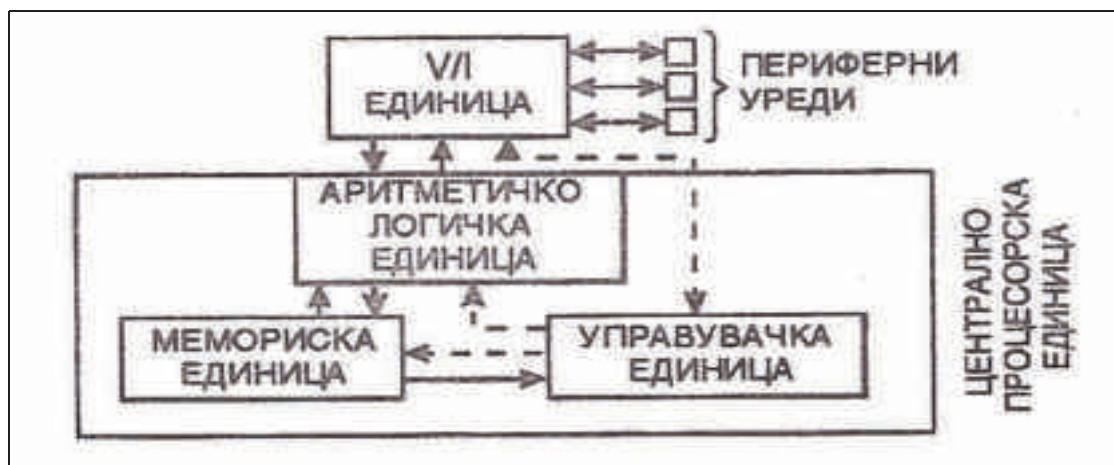 V/I
ЕДИНИЦА
ПЕРИФЕРНИ
УРЕДИ
АРИТМЕТИЧКО
ЛОГИЧКА
ЕДИНИЦА
МЕМОРИСКА
ЕДИНИЦА
УПРАВУВАЧКА
ЕДИНИЦА
ЦЕНТРАЛНО
ПРОЦЕСОРСКА
ЕДИНИЦА